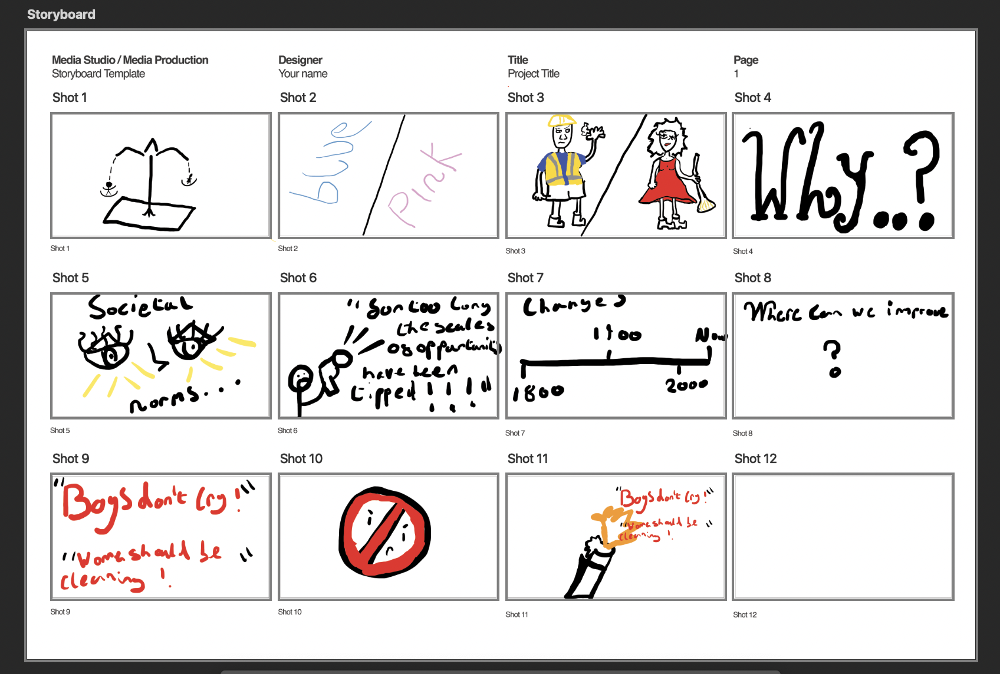 Storyboard
Media Studio / Media Production
Storyboard Template
Designer
Your name
Title
Project Title
Page
1
Shot 1
Shot 2
Shot 3
Shot 4
blue
Pink
Why..?
Shot 1
Shot 2
Shot 3
Shot 4
Shot 5
Shot 6
Shot 7
Shot 8
Societal
norms...
"For too long
the scales
of opportunity
have been
tipped!!!!"
Changes
1900
Now
1800
2000
Where can we improve
?
Shot 5
Shot 6
Shot 7
Shot 8
Shot 9
Shot 10
Shot 11
Shot 12
"Boys don't cry!"
"Women should be "
cleaning !
"Boys don't cry!"
"Women should be "
cleaning !
Shot 9
Shot 10
Shot 11
Shot 12